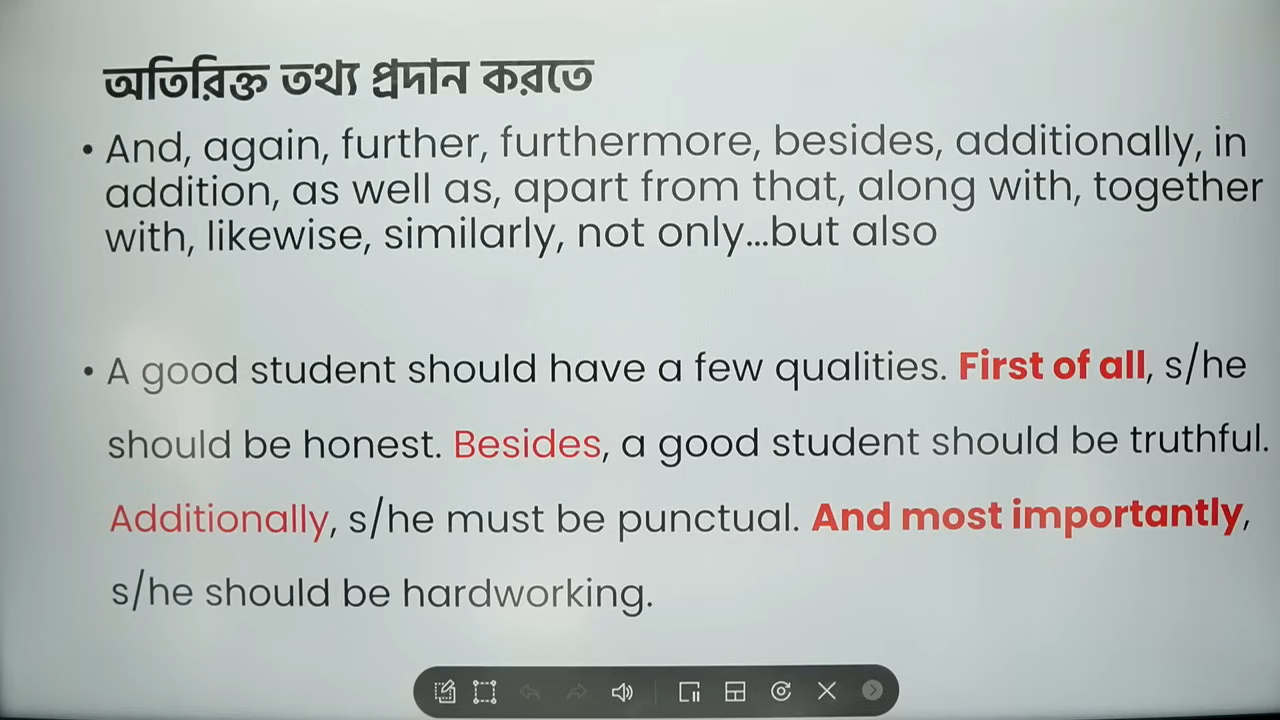 অতিরিক্ত তথ্য প্রদান করতে
• And, again, further, furthermore, besides, additionally, in
addition, as well as, apart from that, along with, together
with, likewise, similarly, not only...but also
• A good student should have a few qualities. First of all, s/he
should be honest. Besides, a good student should be truthful.
Additionally, s/he must be punctual. And most importantly,
s/he should be hardworking.